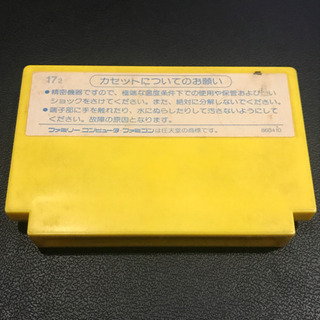 17₂
カセットについてのお願い
●精密機器ですので、極端な温度条件下での使用や保管および強い
ショックをさけてください。また、絶対に分解しないでください。
●端子部に手を触れたり、水にぬらしたりして汚さないようにして
ください。故障の原因となります。
ファミリーコンピュータ・ファミコンは任天堂の商標です。